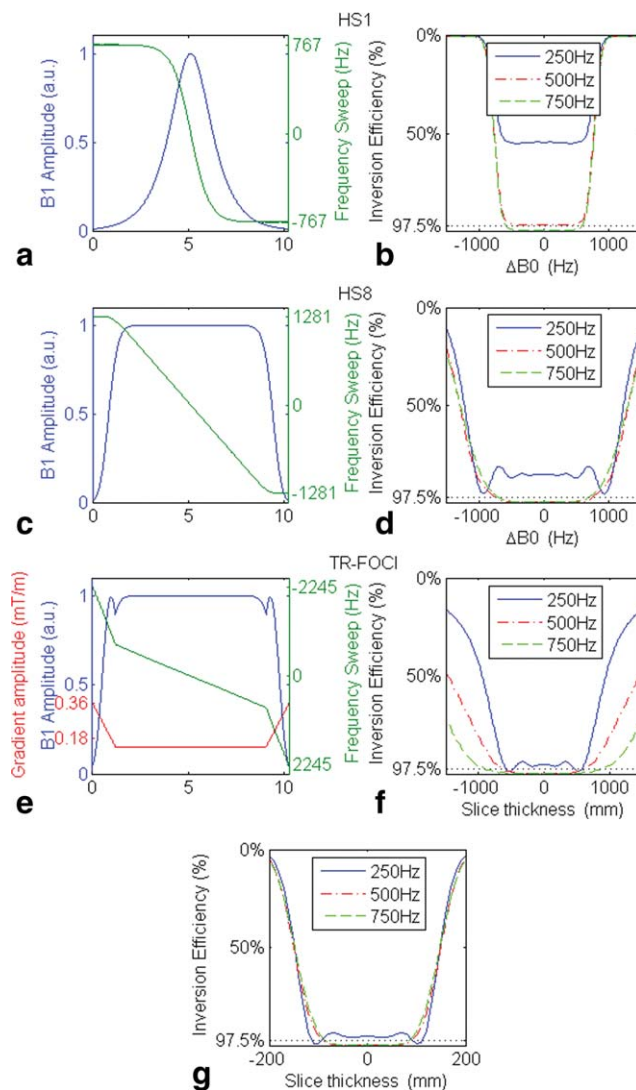 HS1
B1 Amplitude (a.u.)
1
0.5
0
0
5
10
767
0
-767
Frequency Sweep (Hz)
a
Inversion Efficiency (%)
0%
50%
97.5%
250Hz
500Hz
750Hz
-1000
0
1000
ΔB0 (Hz)
b
HS8
B1 Amplitude (a.u.)
1
0.5
0
0
5
10
1281
0
-1281
Frequency Sweep (Hz)
c
Inversion Efficiency (%)
0%
50%
97.5%
250Hz
500Hz
750Hz
-1000
0
1000
ΔB0 (Hz)
d
TR-FOCI
Gradient amplitude (mT/m)
0.36
0.18
B1 Amplitude (a.u.)
1
0.5
0
0
5
10
-2245
0
2245
Frequency Sweep (Hz)
e
Inversion Efficiency (%)
0%
50%
97.5%
250Hz
500Hz
750Hz
-1000
0
1000
Slice thickness (mm)
f
Inversion Efficiency (%)
0%
50%
97.5%
250Hz
500Hz
750Hz
-200
0
200
Slice thickness (mm)
g